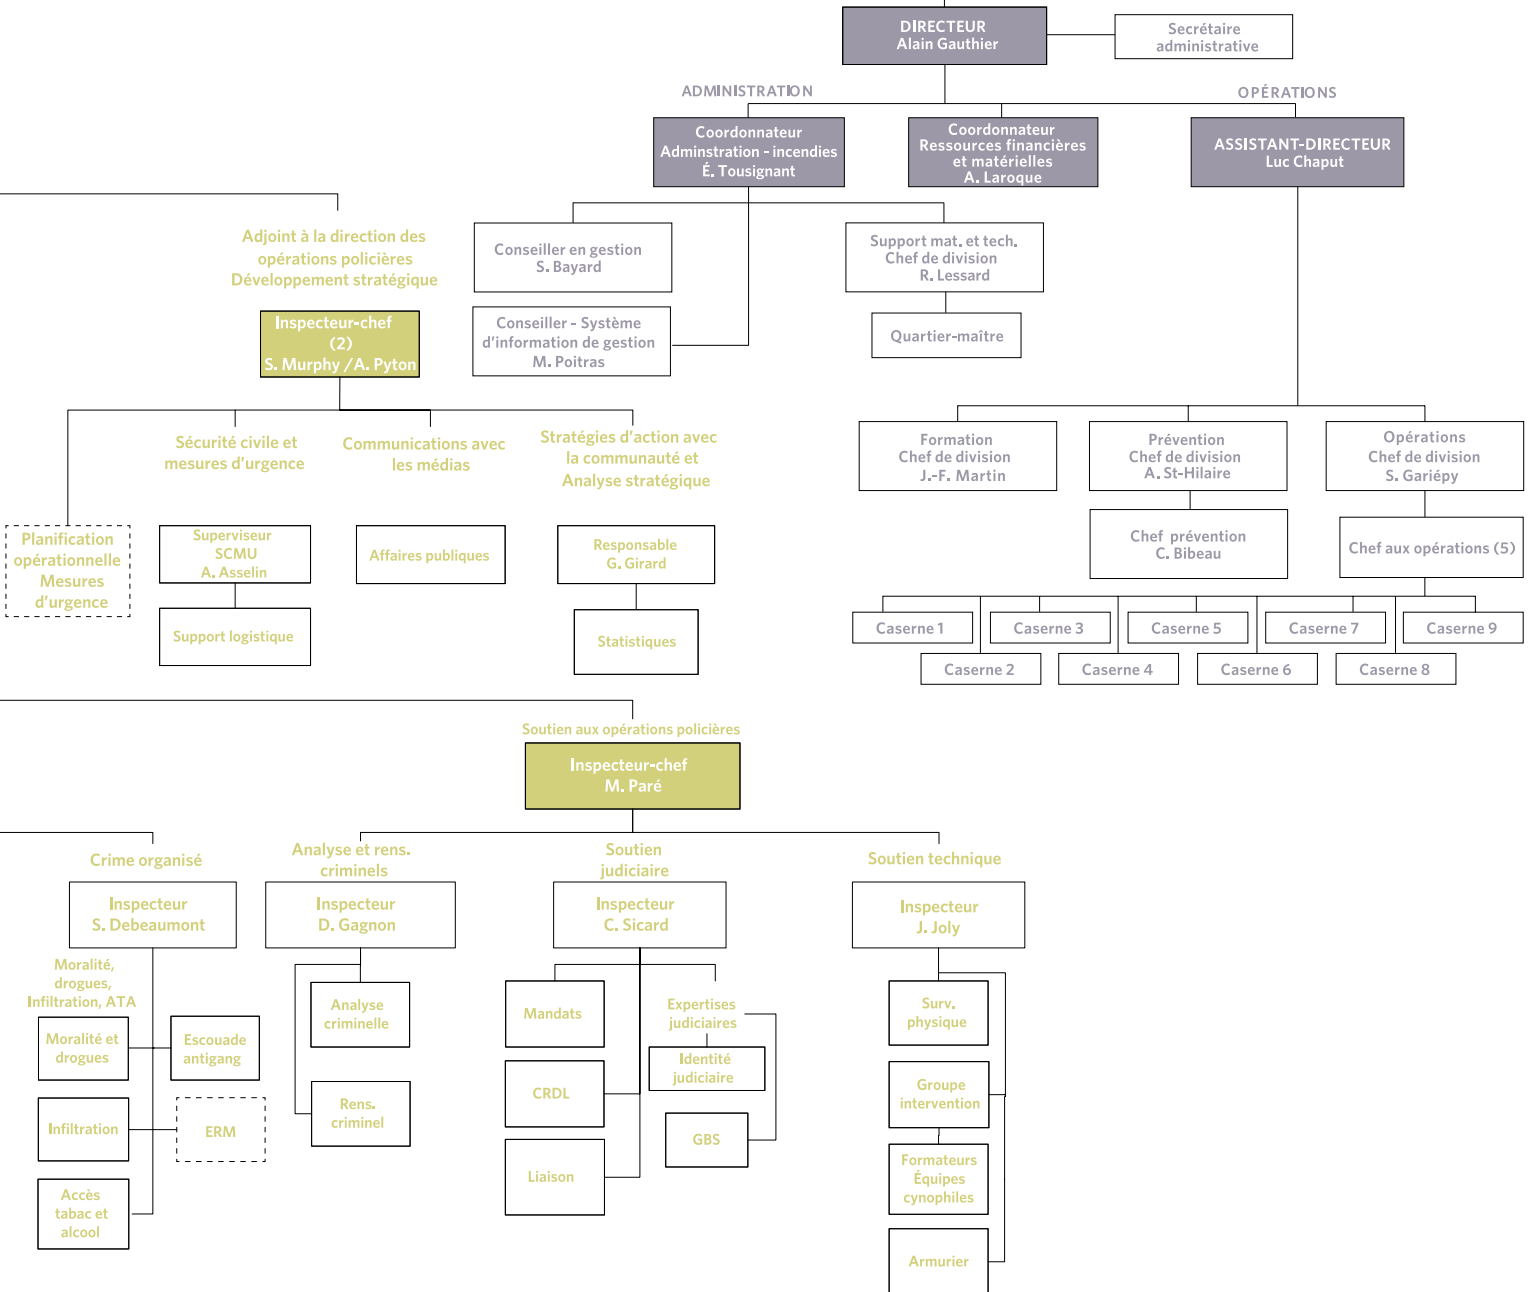 DIRECTEUR
Alain Gauthier
Secrétaire
administrative
ADMINISTRATION
OPÉRATIONS
Coordonnateur
Adminstration - incendies
É. Tousignant
Coordonnateur
Ressources financières
et matérielles
A. Laroque
ASSISTANT-DIRECTEUR
Luc Chaput
Adjoint à la direction des
opérations policières
Développement stratégique
Conseiller en gestion
S. Bayard
Support mat. et tech.
Chef de division
R. Lessard
Inspecteur-chef
(2)
S. Murphy /A. Pyton
Conseiller - Système
d'information de gestion
M. Poitras
Quartier-maître
Sécurité civile et
mesures d'urgence
Communications avec
les médias
Stratégies d'action avec
la communauté et
Analyse stratégique
Formation
Chef de division
J.-F. Martin
Prévention
Chef de division
A. St-Hilaire
Opérations
Chef de division
S. Gariépy
Planification
opérationnelle
Mesures
d'urgence
Superviseur
SCMU
A. Asselin
Affaires publiques
Responsable
G. Girard
Chef prévention
C. Bibeau
Chef aux opérations (5)
Support logistique
Statistiques
Caserne 1
Caserne 3
Caserne 5
Caserne 7
Caserne 9
Caserne 2
Caserne 4
Caserne 6
Caserne 8
Soutien aux opérations policières
Inspecteur-chef
M. Paré
Crime organisé
Analyse et rens.
criminels
Soutien
judiciaire
Soutien technique
Inspecteur
S. Debeaumont
Inspecteur
D. Gagnon
Inspecteur
C. Sicard
Inspecteur
J. Joly
Moralité,
drogues,
Infiltration, ATA
Moralité et
drogues
Escouade
antigang
Infiltration
ERM
Accès
tabac et
alcool
Analyse
criminelle
Rens.
criminel
Mandats
CRDL
Liaison
Expertises
judiciaires
Identité
judiciaire
GBS
Surv.
physique
Groupe
intervention
Formateurs
Équipes
cynophiles
Armurier